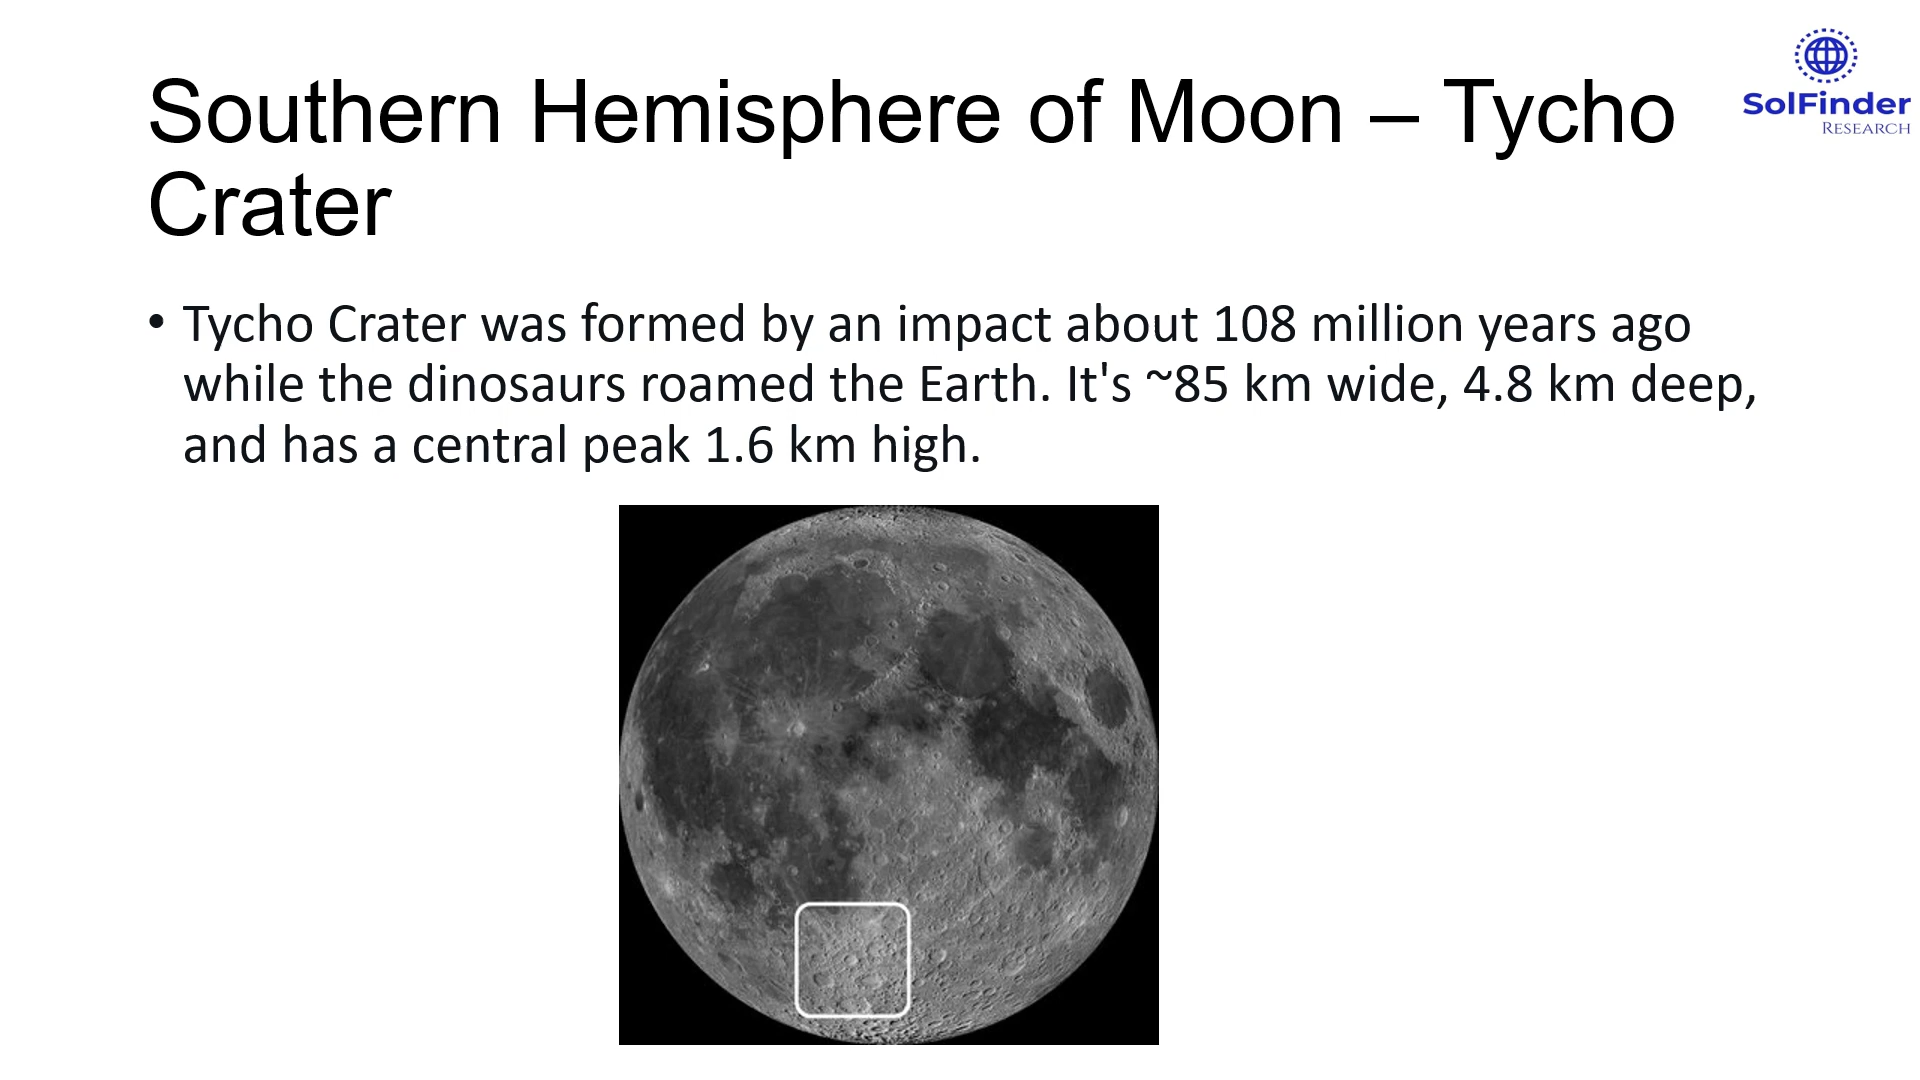 Southern Hemisphere of Moon – Tycho
Crater
SolFinder
RESEARCH
• Tycho Crater was formed by an impact about 108 million years ago
while the dinosaurs roamed the Earth. It's ~85 km wide, 4.8 km deep,
and has a central peak 1.6 km high.